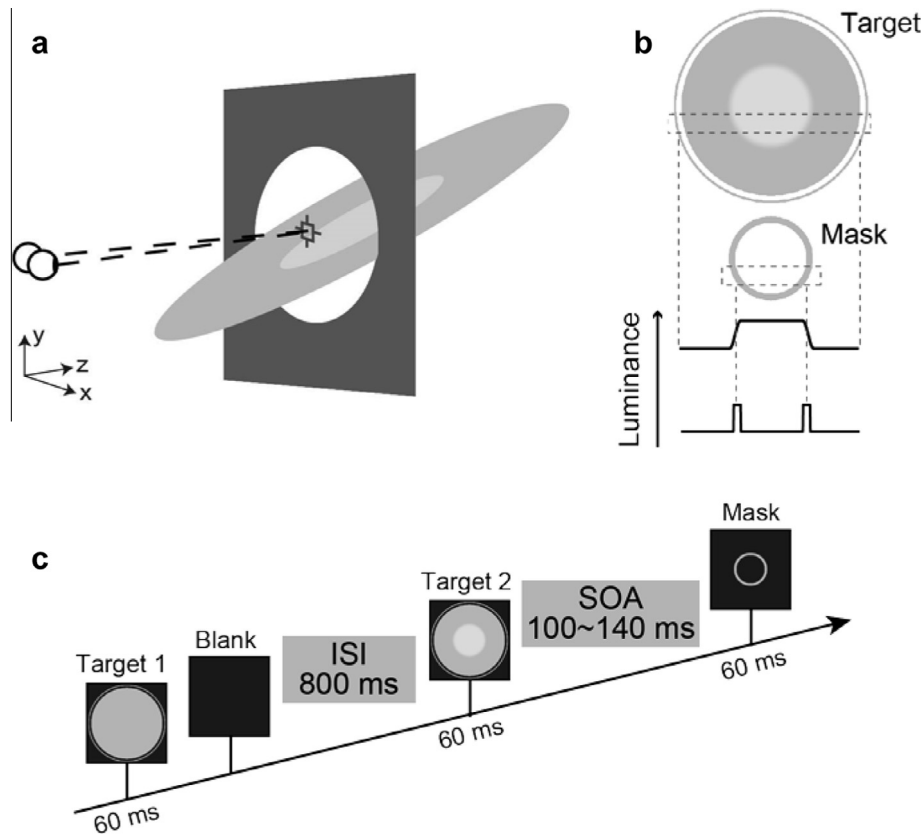 a
y
z
x
b
Target
Mask
Luminance
c
Target 1
Blank
ISI
800 ms
Target 2
SOA
100~140 ms
Mask
60 ms
60 ms
60 ms